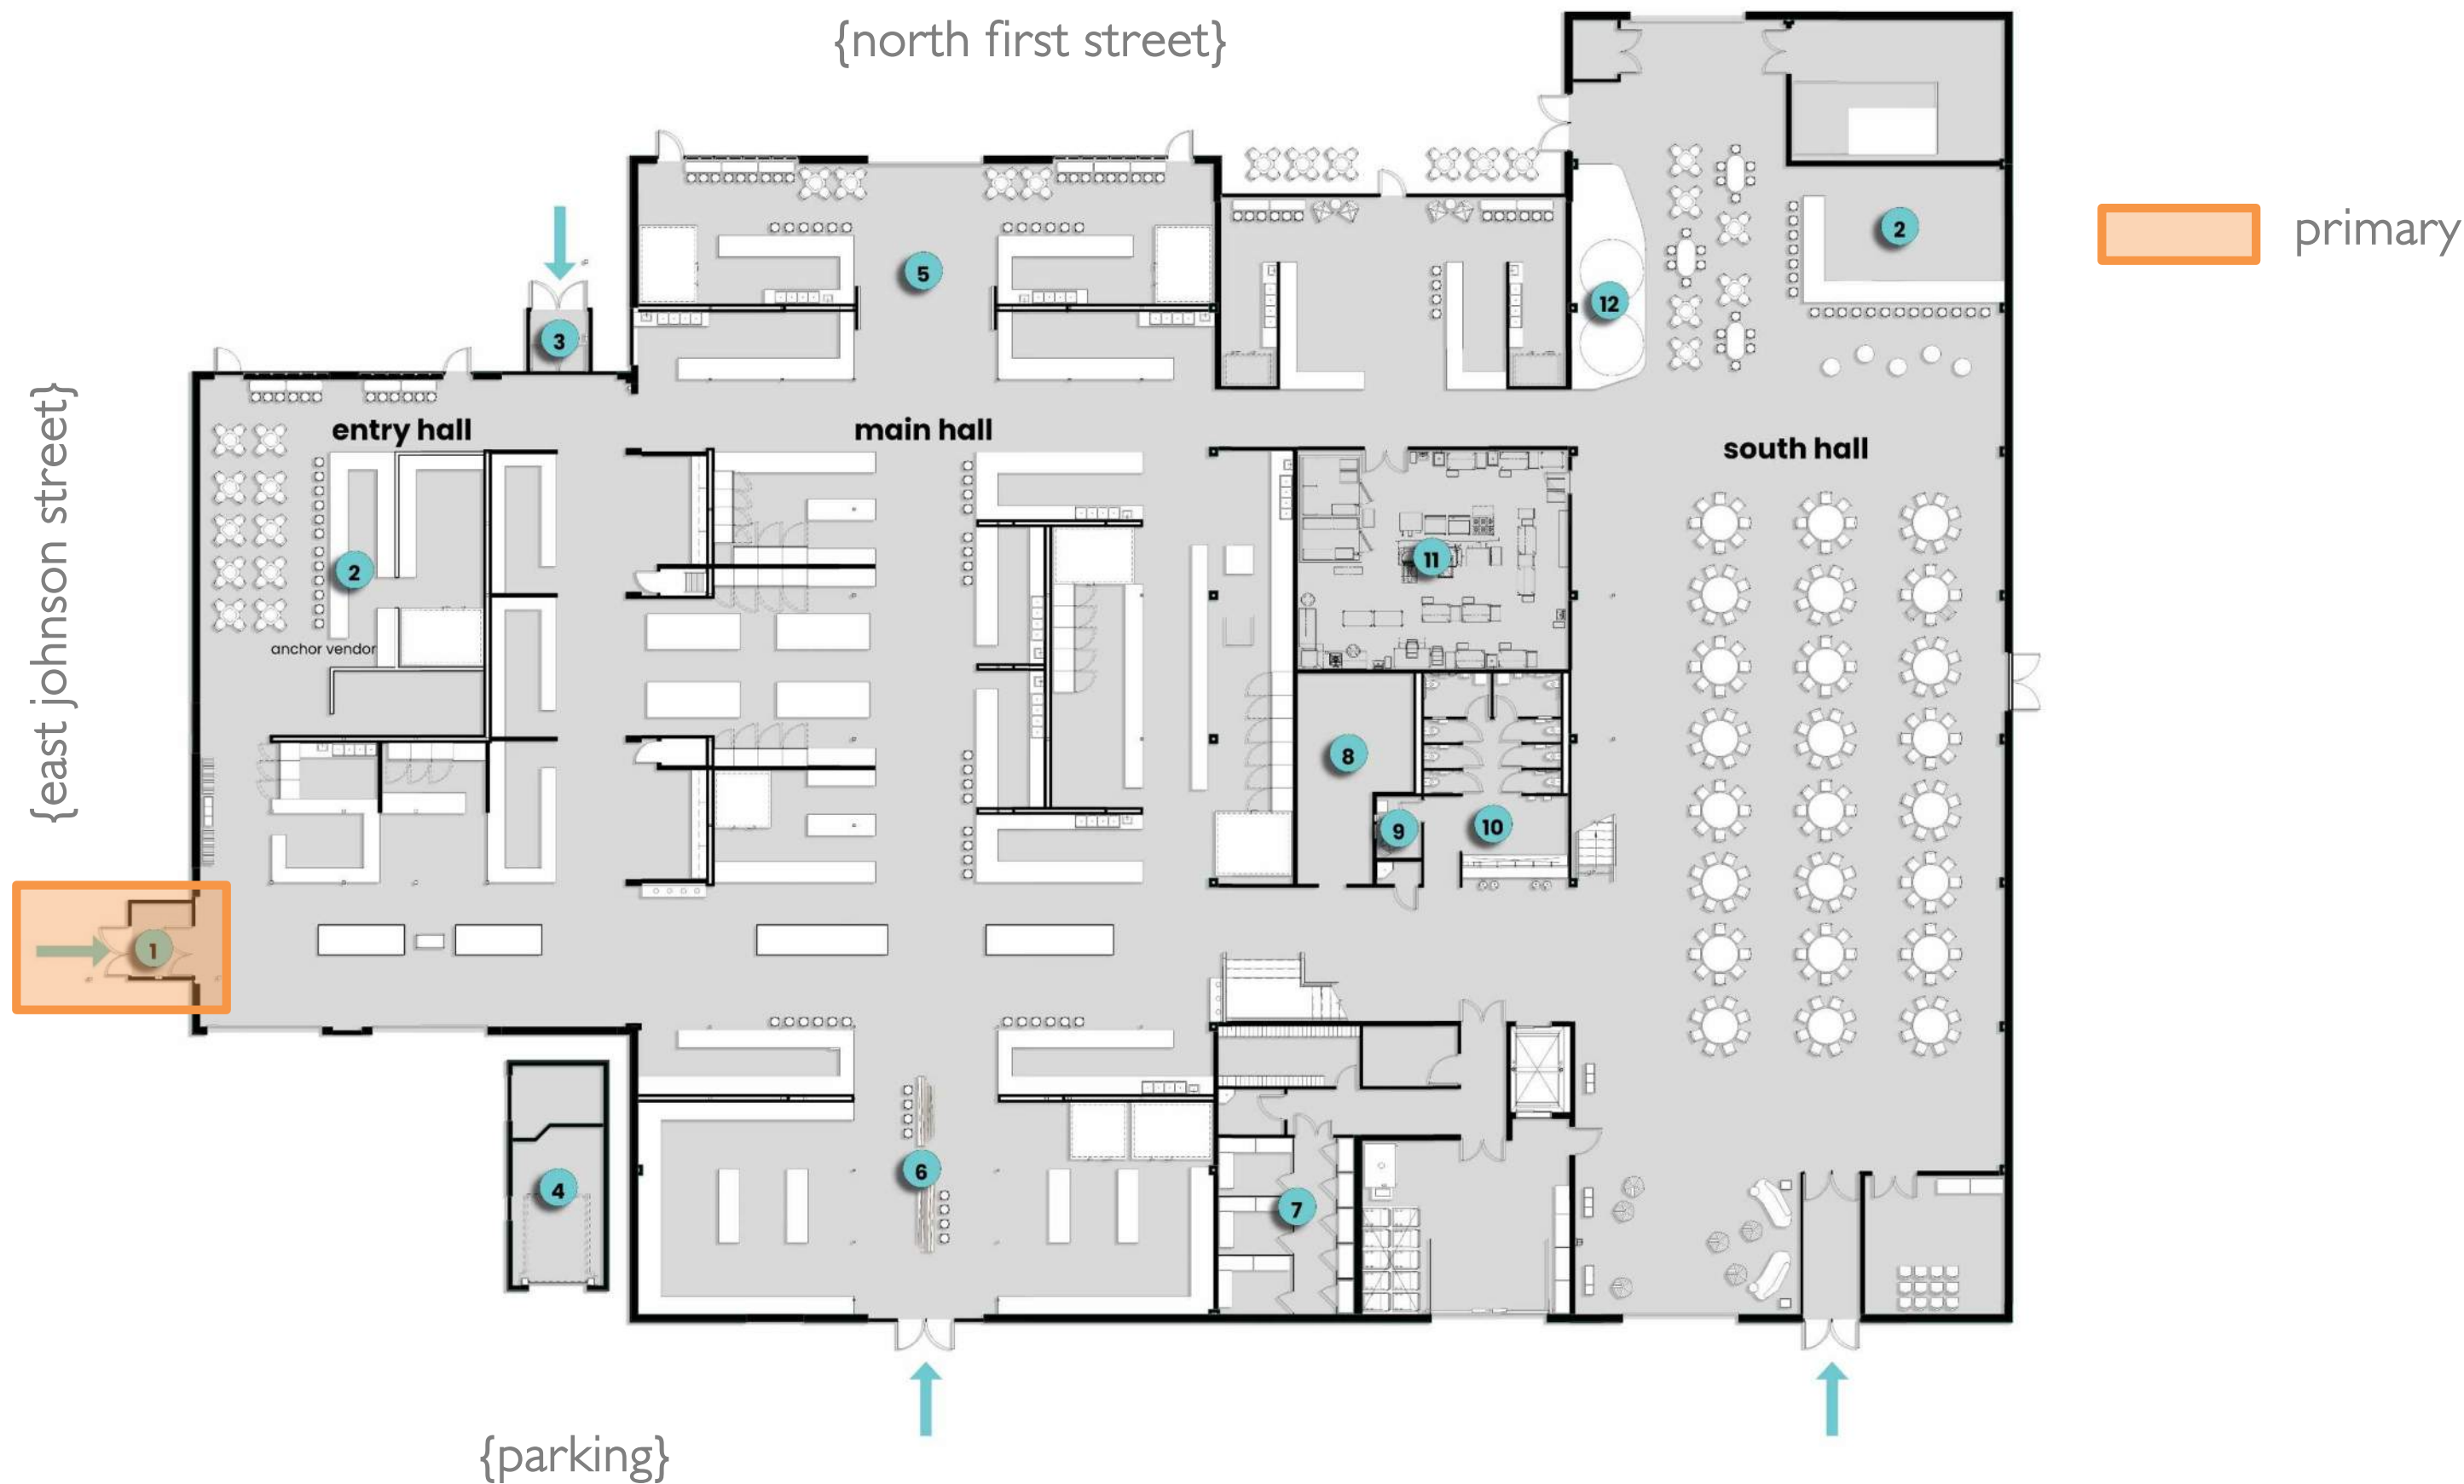 {north first street}
primary
2
5
12
3
entry hall
main hall
south hall
{east johnson street}
2
11
anchor vendor
8
9
10
1
4
6
7
{parking}